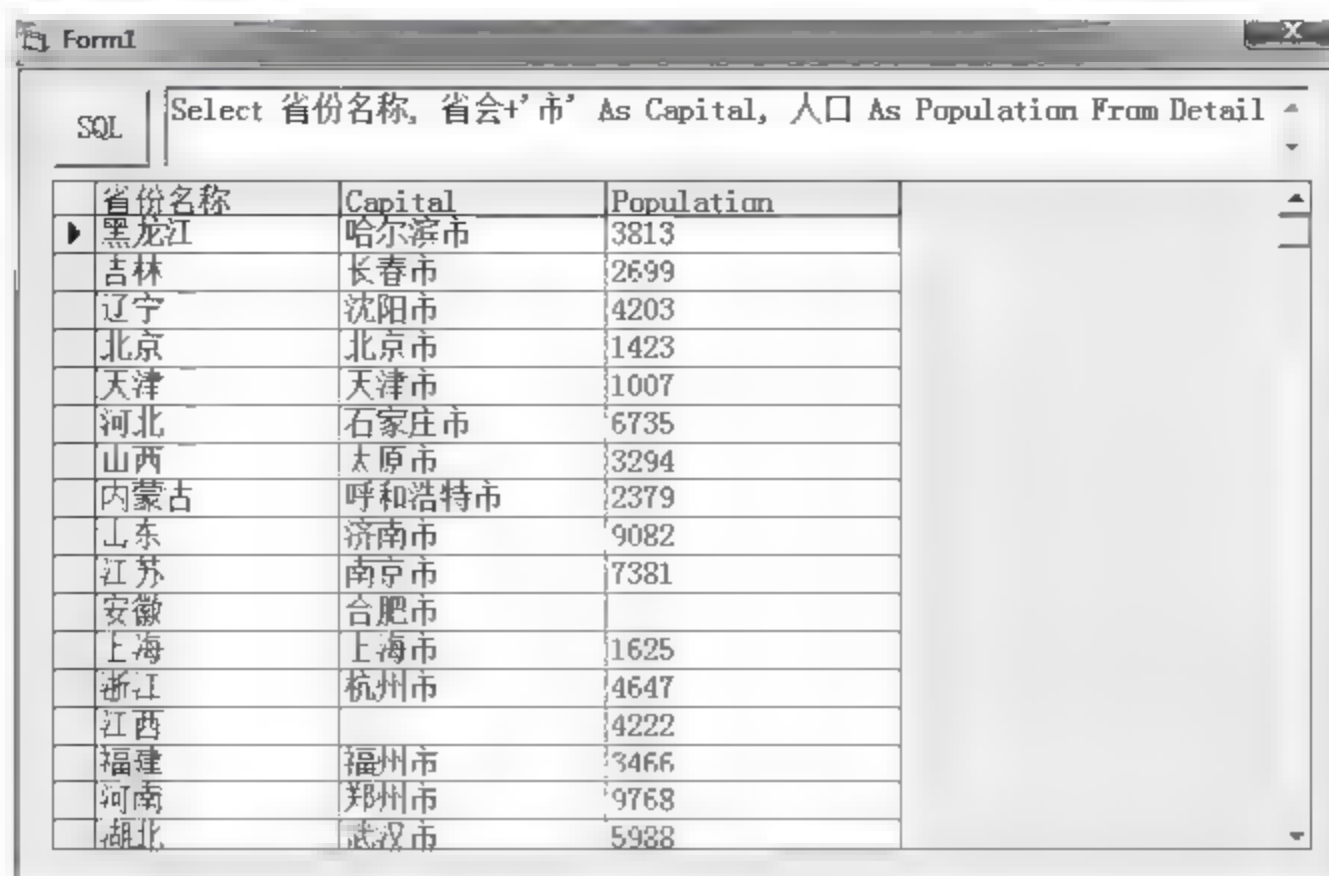 Form1
SQL
Select 省份名称, 省会+'市' As Capital, 人口 As Population From Detail
省份名称 Capital Population
黑龙江 哈尔滨市 3813
吉林 长春市 2699
辽宁 沈阳市 4203
北京 北京市 1423
天津 天津市 1007
河北 石家庄市 6735
山西 太原市 3294
内蒙古 呼和浩特市 2379
山东 济南市 9082
江苏 南京市 7381
安徽 合肥市
上海 上海市 1625
浙江 杭州市 4647
江西 4222
福建 福州市 3466
河南 郑州市 9768
湖北 武汉市 5988